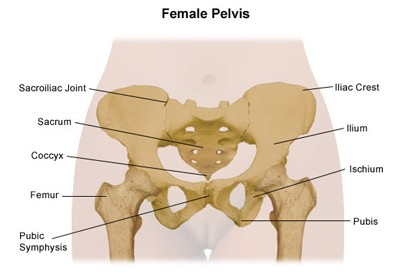 Female Pelvis
Sacroiliac Joint
Sacrum
Coccyx
Femur
Pubic
Symphysis
Iliac Crest
Ilium
Ischium
Pubis